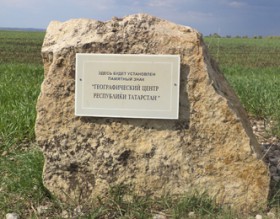 ЗДЕСЬ БУДЕТ УСТАНОВЛЕН
ПАМЯТНЫЙ ЗНАК
"ГЕОГРАФИЧЕСКИЙ ЦЕНТР
РЕСПУБЛИКИ ТАТАРСТАН"